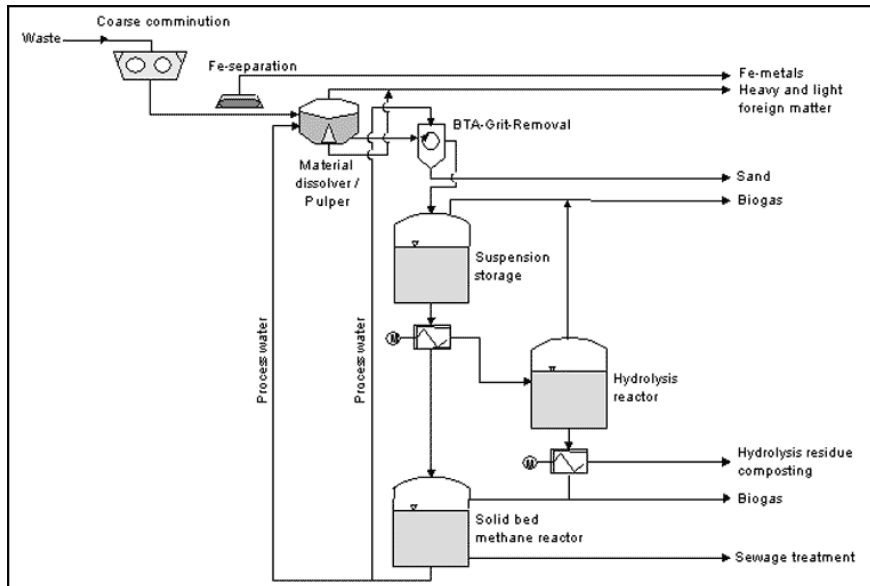 Coarse comminution
Waste
Fe-separation
Fe-metals
Heavy and light
foreign matter
BTA-Grit-Removal
Material
dissolver /
Pulper
Sand
Biogas
Suspension
storage
Process water
Process water
M
Hydrolysis
reactor
M
Hydrolysis residue
composting
Biogas
Solid bed
methane reactor
Sewage treatment